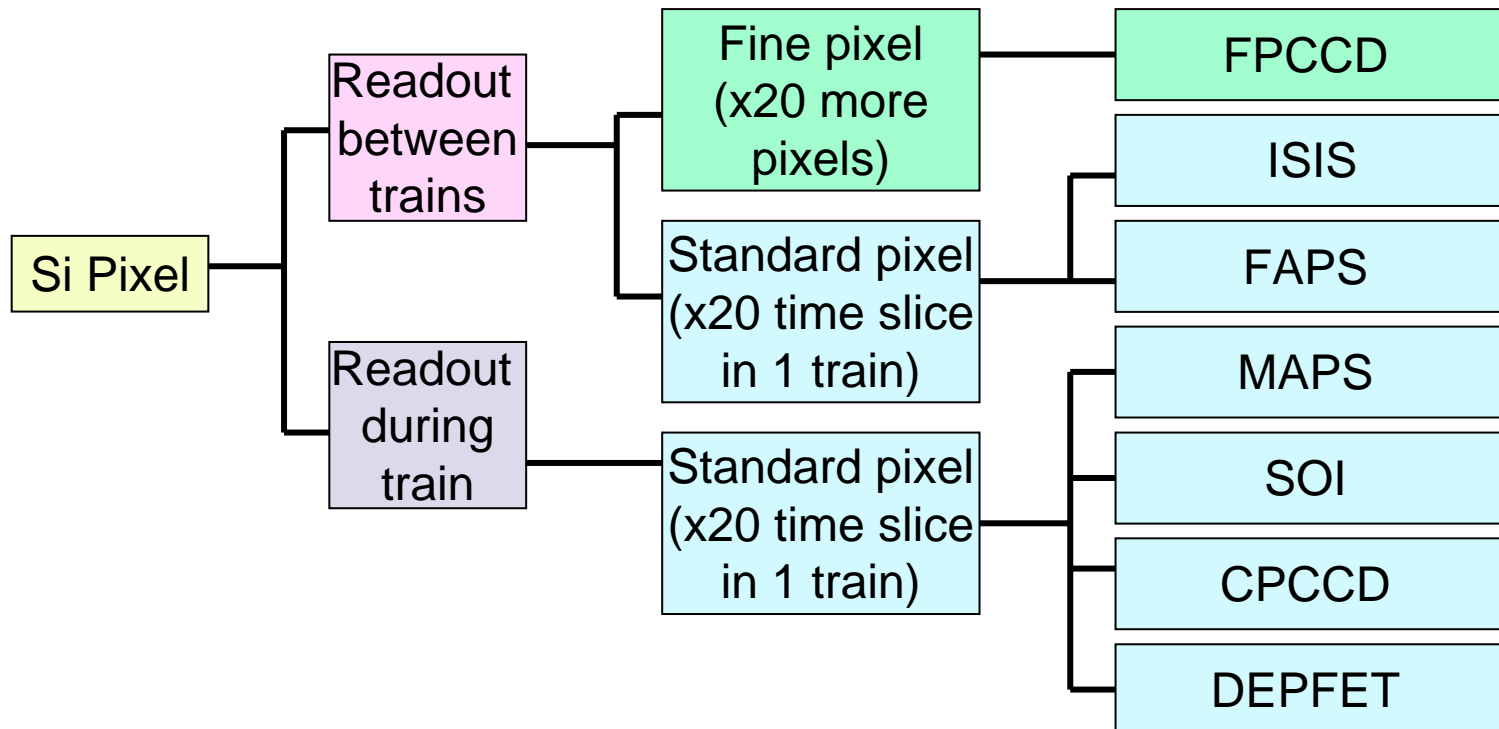 Si Pixel
Readout
between
trains
Readout
during
train
Fine pixel
(x20 more
pixels)
Standard pixel
(x20 time slice
in 1 train)
Standard pixel
(x20 time slice
in 1 train)
FPCCD
ISIS
FAPS
MAPS
SOI
CPCCD
DEPFET